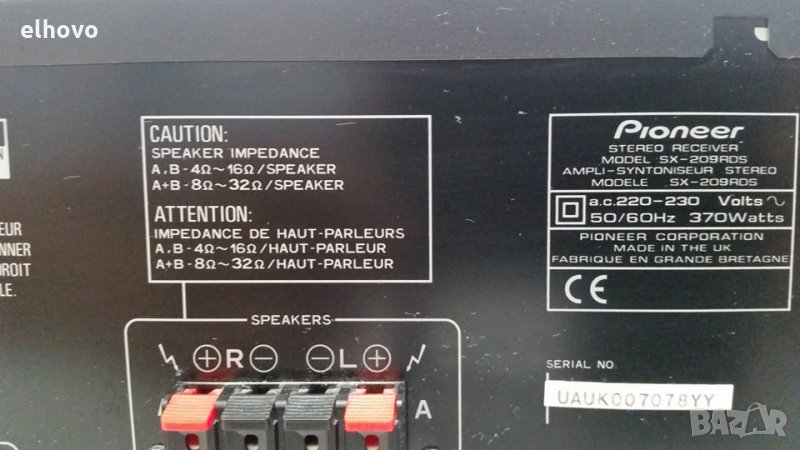 elhovo
CAUTION:
SPEAKER IMPEDANCE
A,B-4Ω~16Ω/SPEAKER
A+B-8Ω~32Ω/SPEAKER
ATTENTION:
IMPEDANCE DE HAUT-PARLEURS
A.B-4Ω~16Ω/HAUT-PARLEUR
A+B-8Ω~32Ω/HAUT-PARLEUR
DROIT
SPEAKERS
+ R - - L +
A
Pioneer
STEREO RECEIVER
MODEL SX-209RDS
AMPLI-SYNTONISEUR STEREO
MODELE SX-209RDS
a.c.220-230 Volts~
50/60Hz 370Watts
PIONEER CORPORATION
MADE IN THE UK
FABRIQUE EN GRANDE BRETAGNE
CE
SERIAL NO.
UAUK007078YY
BAZAR